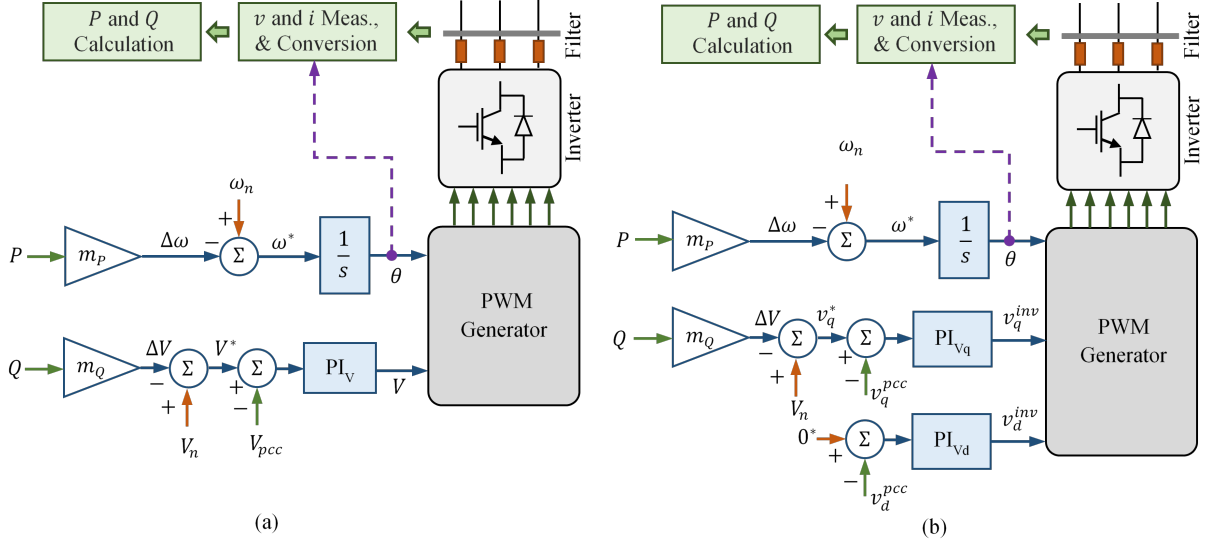 P and Q
Calculation
v and i Meas.,
& Conversion
Filter
Inverter
ω_n
+
P
m_P
Δω
−
Σ
ω^*
1
s
θ
PWM
Generator
Q
m_Q
ΔV
−
Σ
V^*
Σ
PI_V
V
+
+
−
V_n
V_pcc
(a)
P and Q
Calculation
v and i Meas.,
& Conversion
Filter
Inverter
ω_n
+
P
m_P
Δω
−
Σ
ω^*
1
s
θ
PWM
Generator
Q
m_Q
ΔV
−
Σ
v_q^*
Σ
PI_Vq
v_q^inv
+
+
−
V_n
v_q^pcc
0^*
+
Σ
PI_Vd
v_d^inv
−
v_d^pcc
(b)